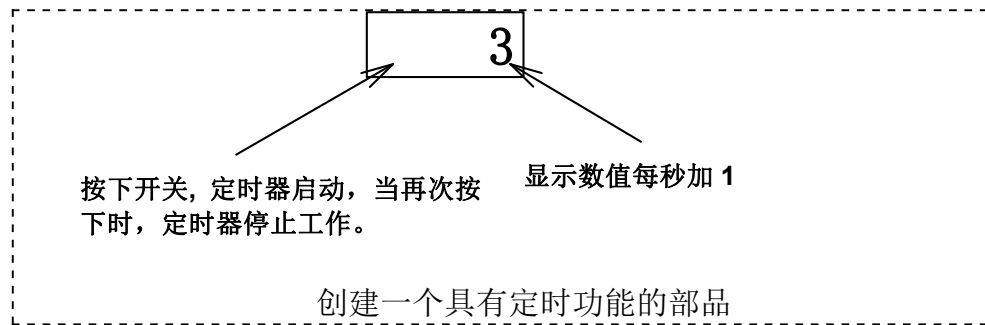 3
按下开关, 定时器启动，当再次按
下时，定时器停止工作。
显示数值每秒加 1
创建一个具有定时功能的部品